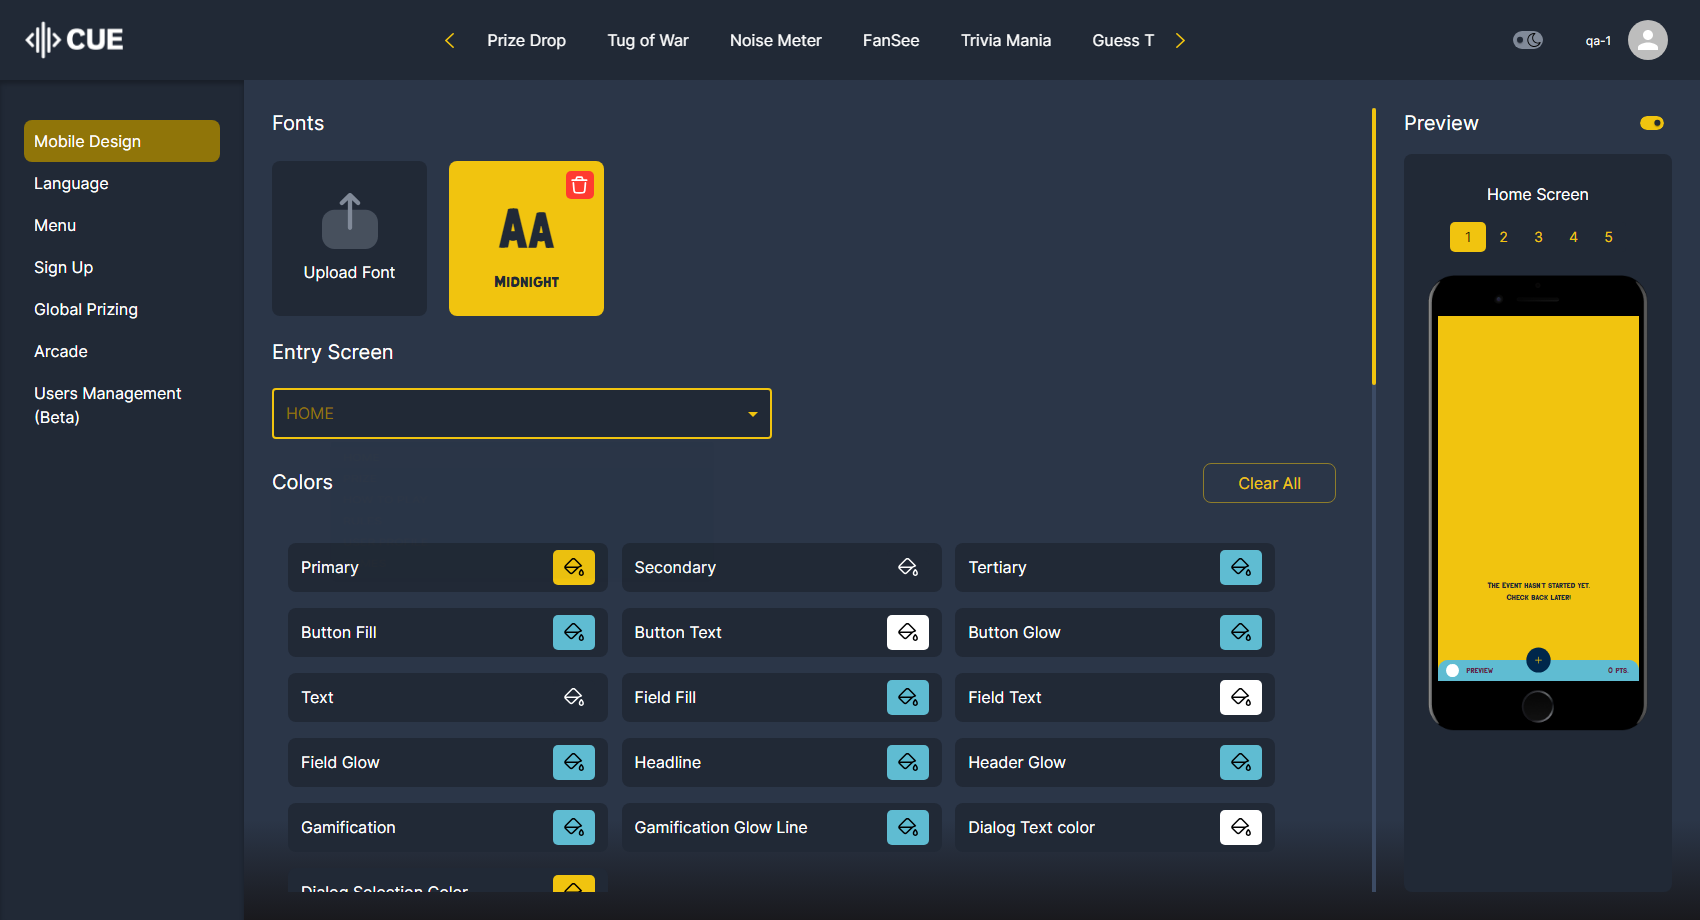 CUE
Prize Drop
Tug of War
Noise Meter
FanSee
Trivia Mania
Guess T
qa-1
Mobile Design
Language
Menu
Sign Up
Global Prizing
Arcade
Users Management
(Beta)
Fonts
Upload Font
AA
MIDNIGHT
Entry Screen
HOME
Colors
Clear All
Primary
Secondary
Tertiary
Button Fill
Button Text
Button Glow
Text
Field Fill
Field Text
Field Glow
Headline
Header Glow
Gamification
Gamification Glow Line
Dialog Text color
Dialog Selection Color
Preview
Home Screen
1 2 3 4 5
THE EVENT HASN'T STARTED YET.
CHECK BACK LATER!
PREVIEW
+
0 PTS